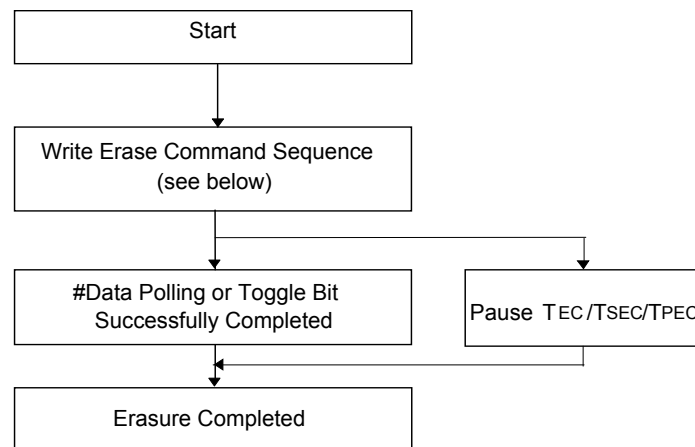 Start
Write Erase Command Sequence
(see below)
#Data Polling or Toggle Bit
Successfully Completed
Pause TEC/TSEC/TPEC
Erasure Completed